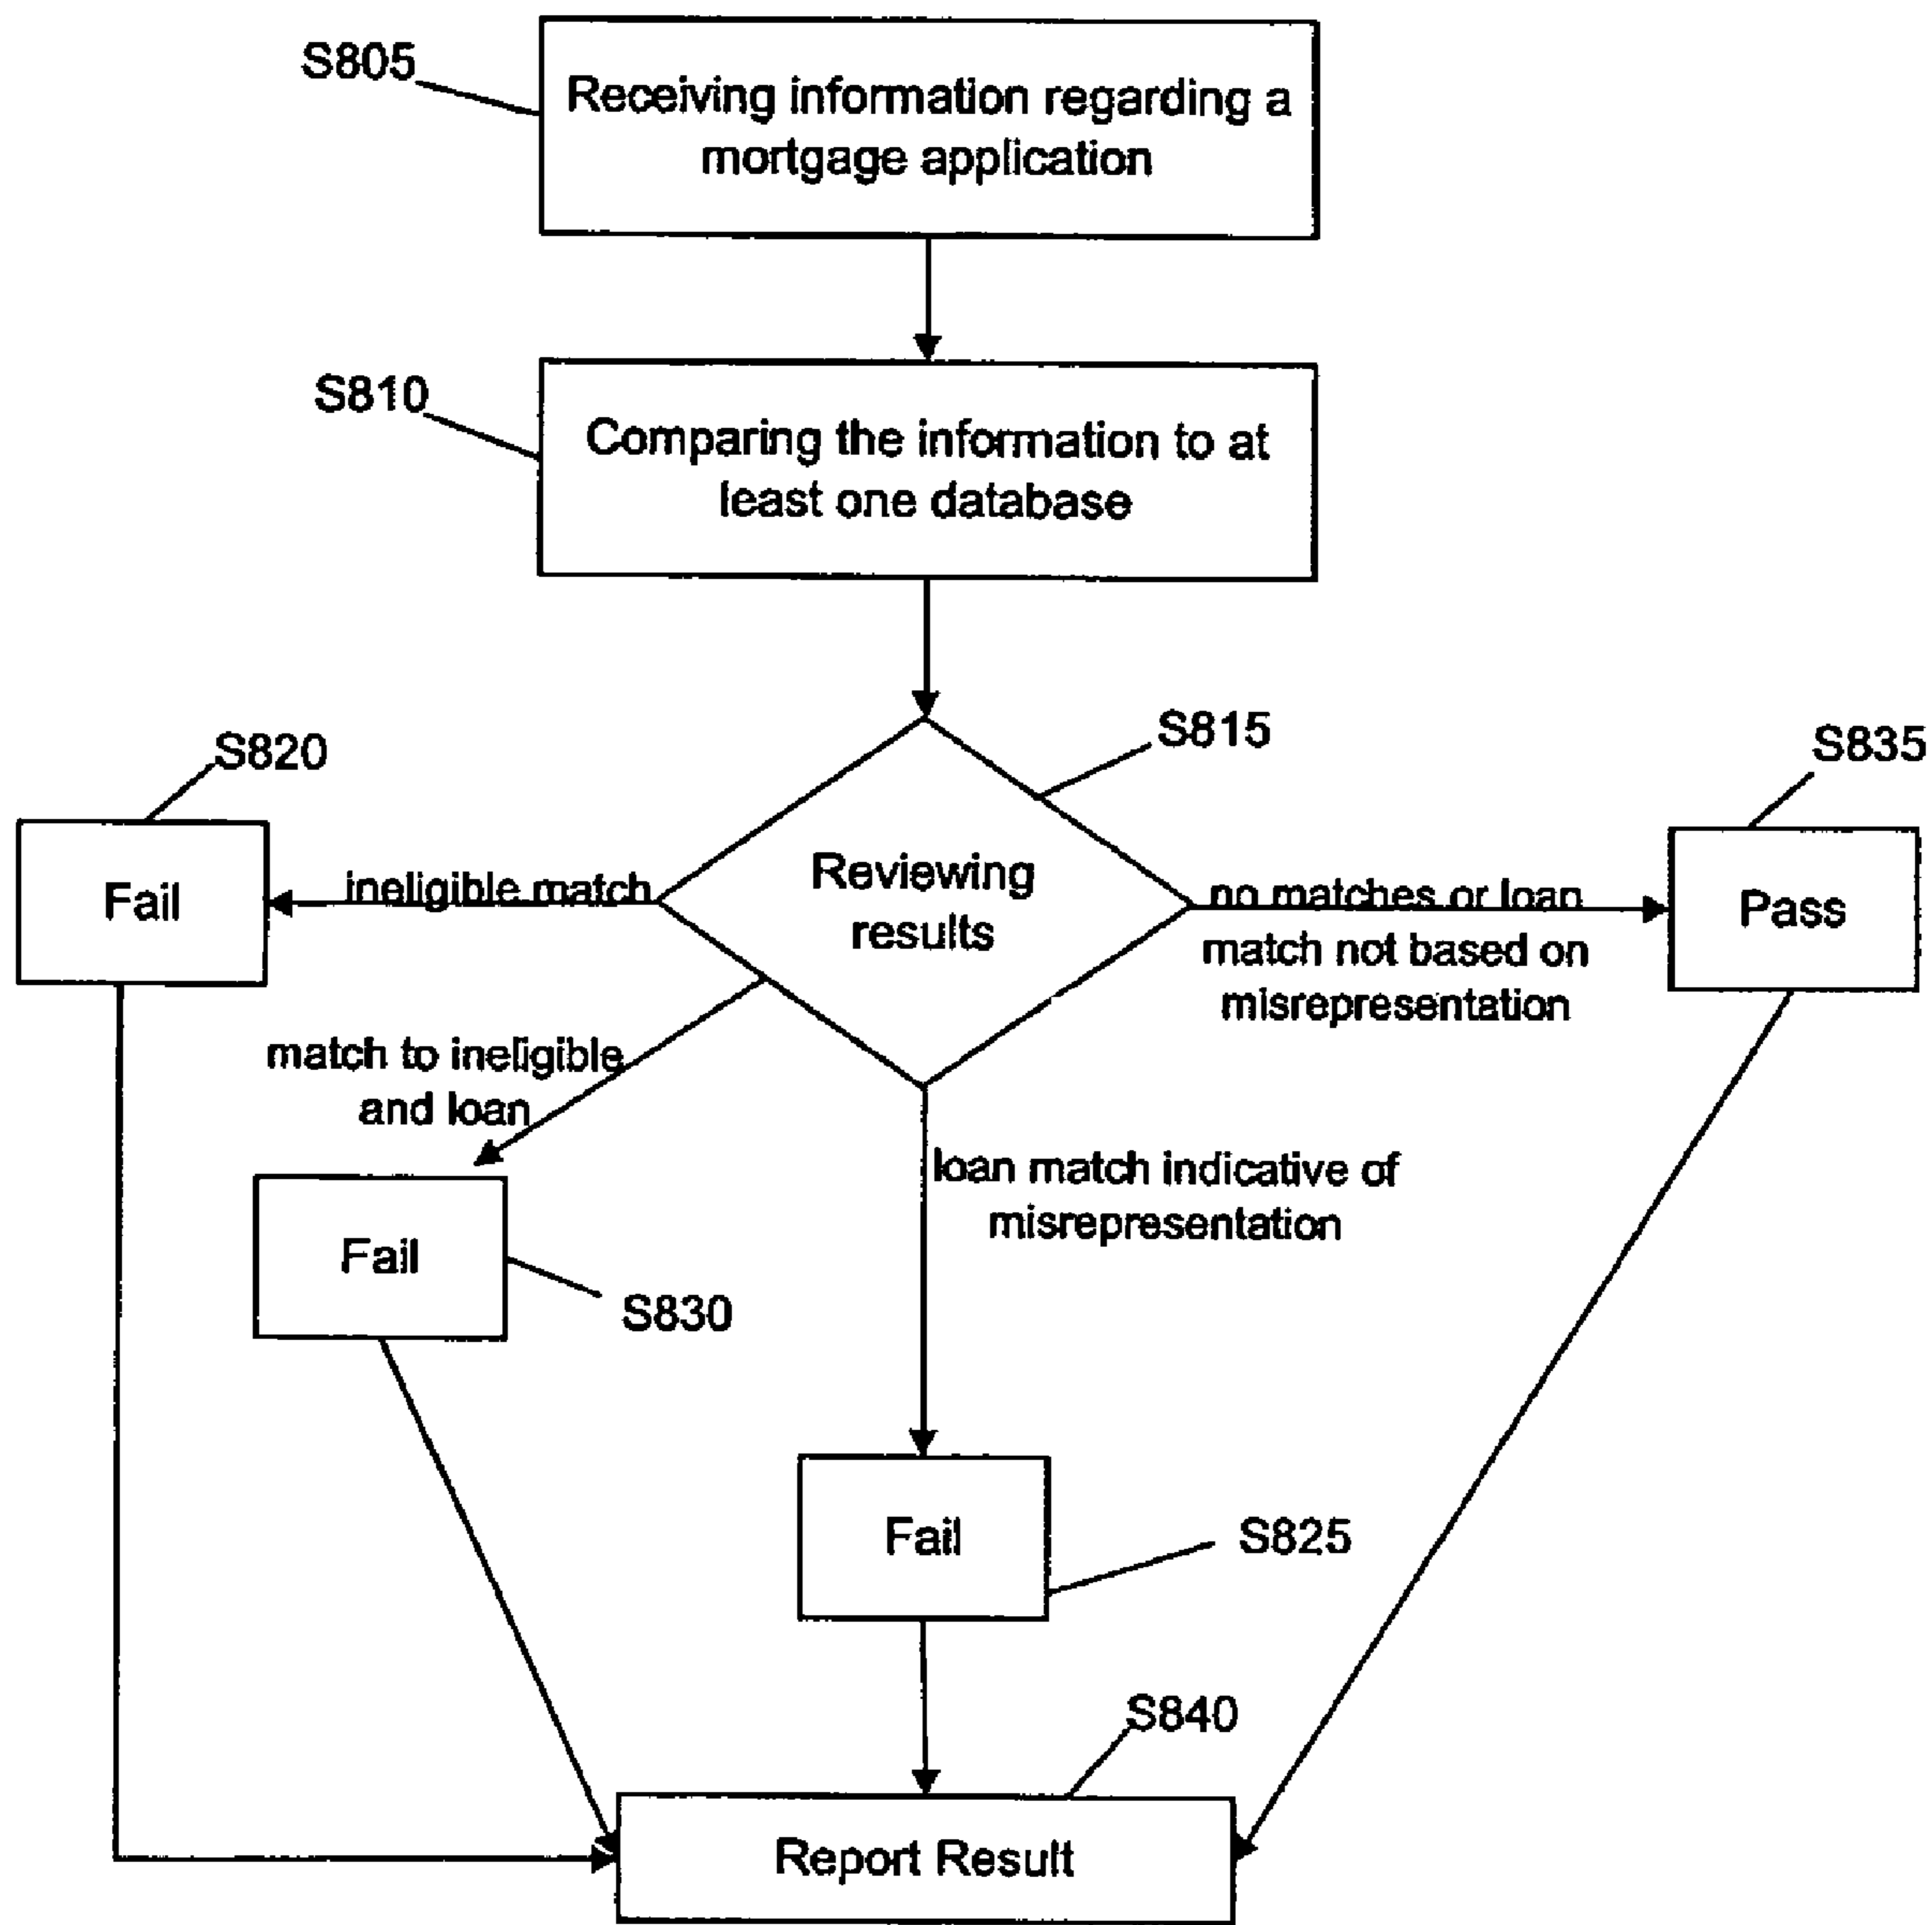 S805
Receiving information regarding a
mortgage application
S810
Comparing the information to at
least one database
S815
S835
S820
Reviewing
results
Fail
ineligible match
no matches or loan
match not based on
misrepresentation
Pass
match to ineligible
and loan
loan match indicative of
misrepresentation
Fail
S830
Fail
S825
S840
Report Result